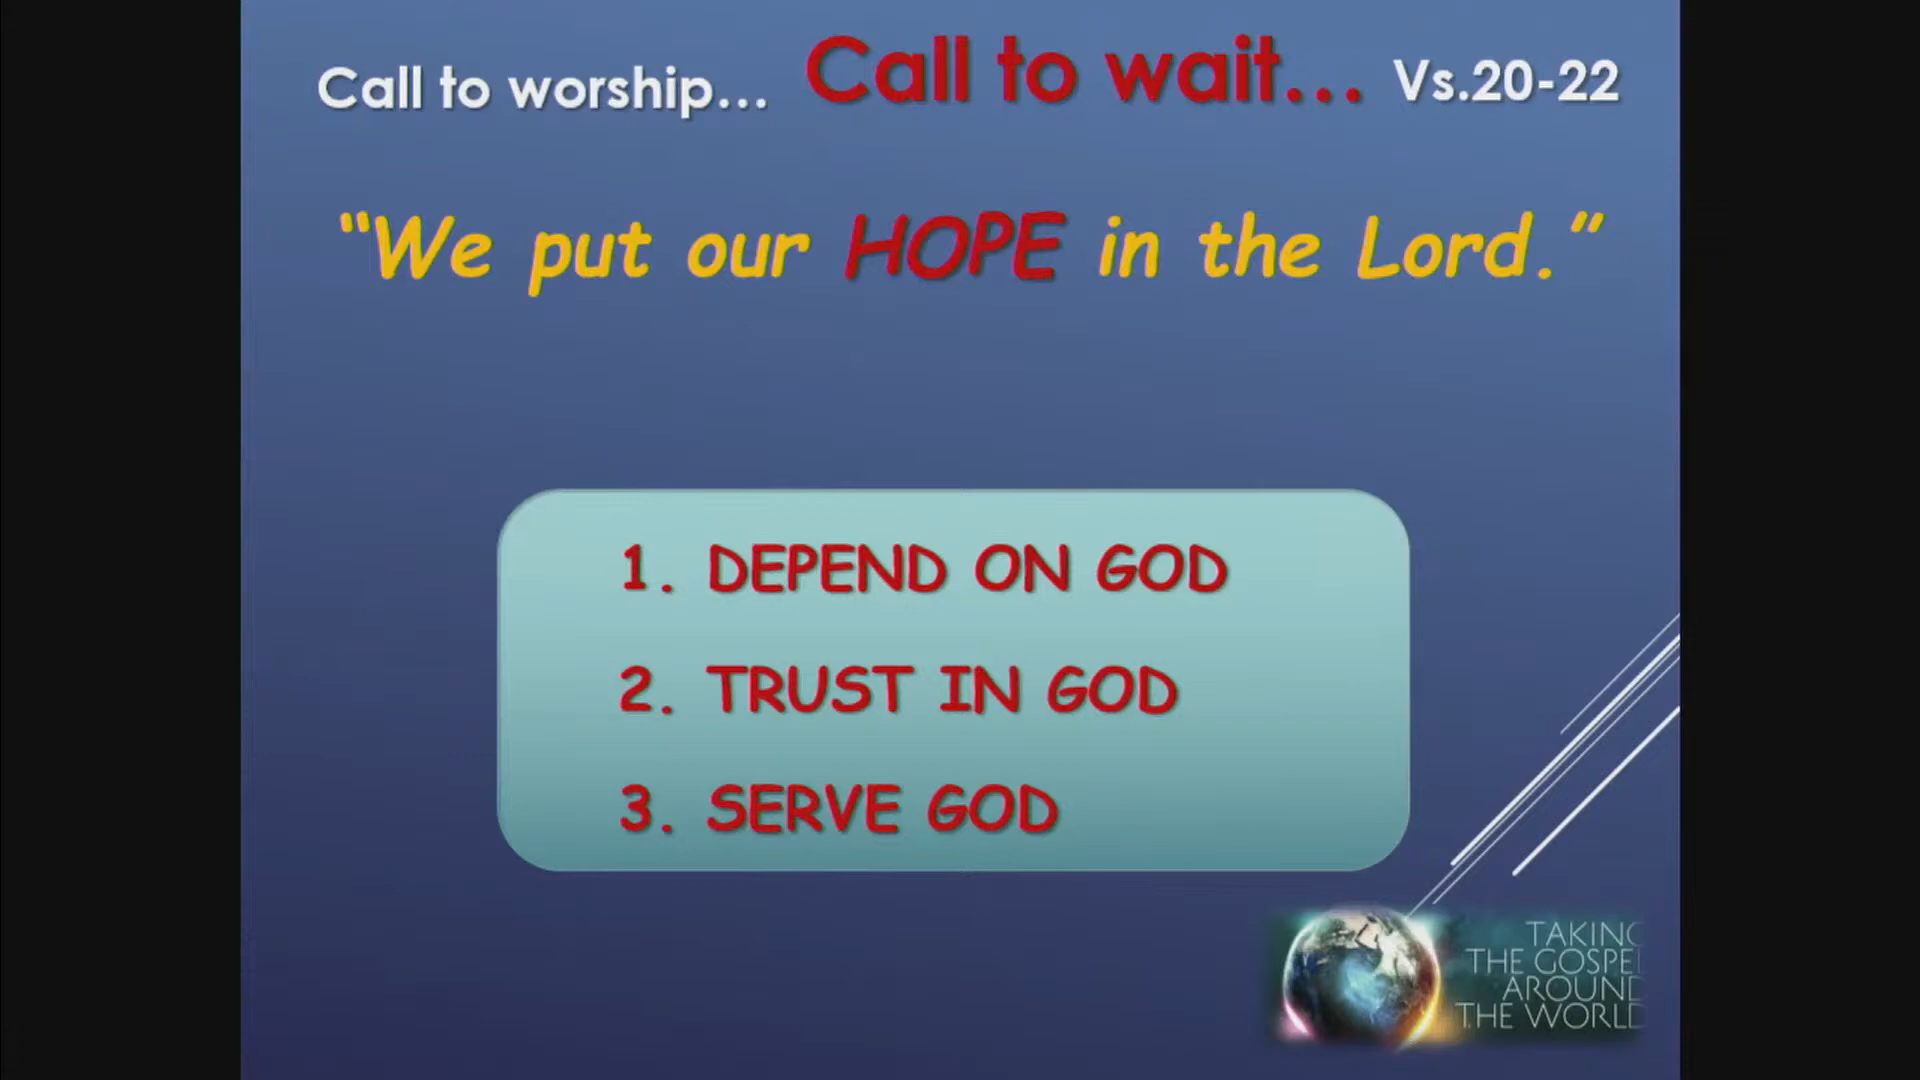 Call to worship... Call to wait... Vs.20-22
“We put our HOPE in the Lord.”
1. DEPEND ON GOD
2. TRUST IN GOD
3. SERVE GOD
TAKING
THE GOSPEL
AROUND
THE WORLD